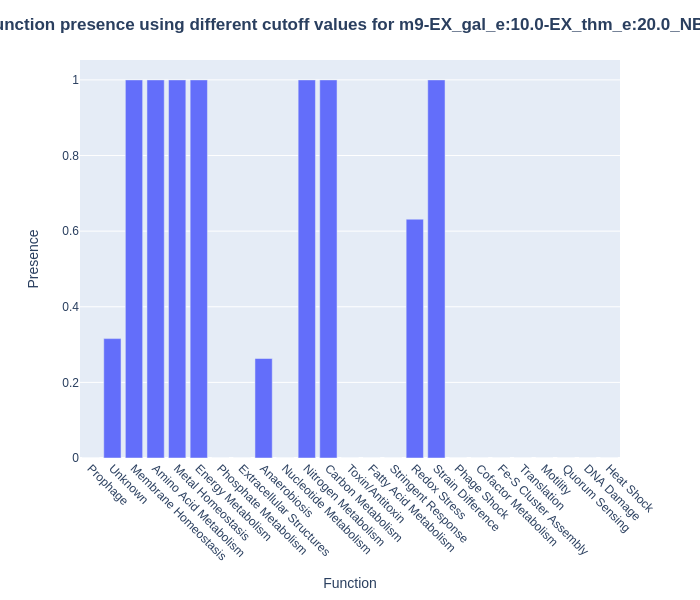 unction presence using different cutoff values for m9-EX_gal_e:10.0-EX_thm_e:20.0_NE
1
0.8
0.6
0.4
0.2
0
Presence
Prophage
Unknown
Membrane Homeostasis
Amino Acid Metabolism
Metal Homeostasis
Energy Metabolism
Phosphate Metabolism
Extracellular Structures
Anaerobiosis
Nucleotide Metabolism
Nitrogen Metabolism
Carbon Metabolism
Toxin/Antitoxin
Fatty Acid Metabolism
Stringent Response
Redox Stress
Strain Difference
Phage Shock
Cofactor Metabolism
Fe-S Cluster Assembly
Translation
Motility
Quorum Sensing
DNA Damage
Heat Shock
Function